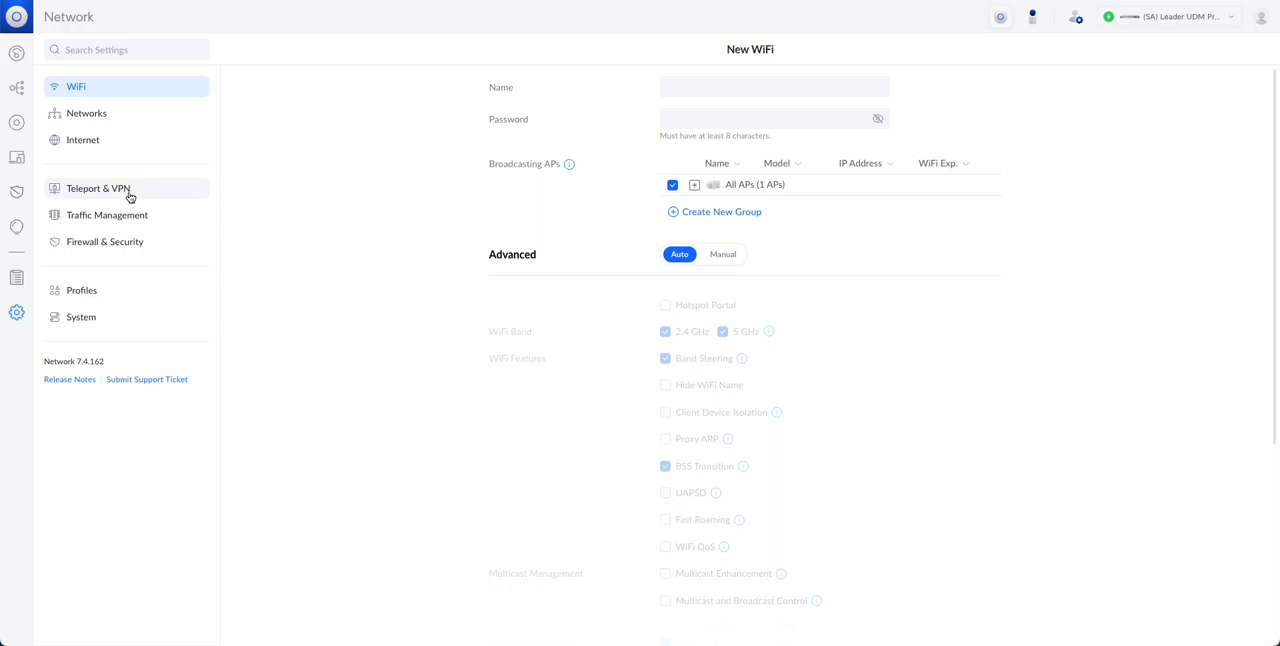 Network
(SA) Leader UDM Pr...
Search Settings
New WiFi
WiFi
Networks
Internet
Teleport & VPN
Traffic Management
Firewall & Security
Profiles
System
Network 7.4.162
Release Notes | Submit Support Ticket
Name
Password
Must have at least 8 characters.
Broadcasting APs
Name Model IP Address WiFi Exp.
All APs (1 APs)
Create New Group
Advanced Auto Manual
Hotspot Portal
WiFi Band 2.4 GHz 5 GHz
WiFi Features Band Steering
Hide WiFi Name
Client Device Isolation
Proxy ARP
BSS Transition
UAPSD
Fast Roaming
WiFi QoS
Multicast Management Multicast Enhancement
Multicast and Broadcast Control